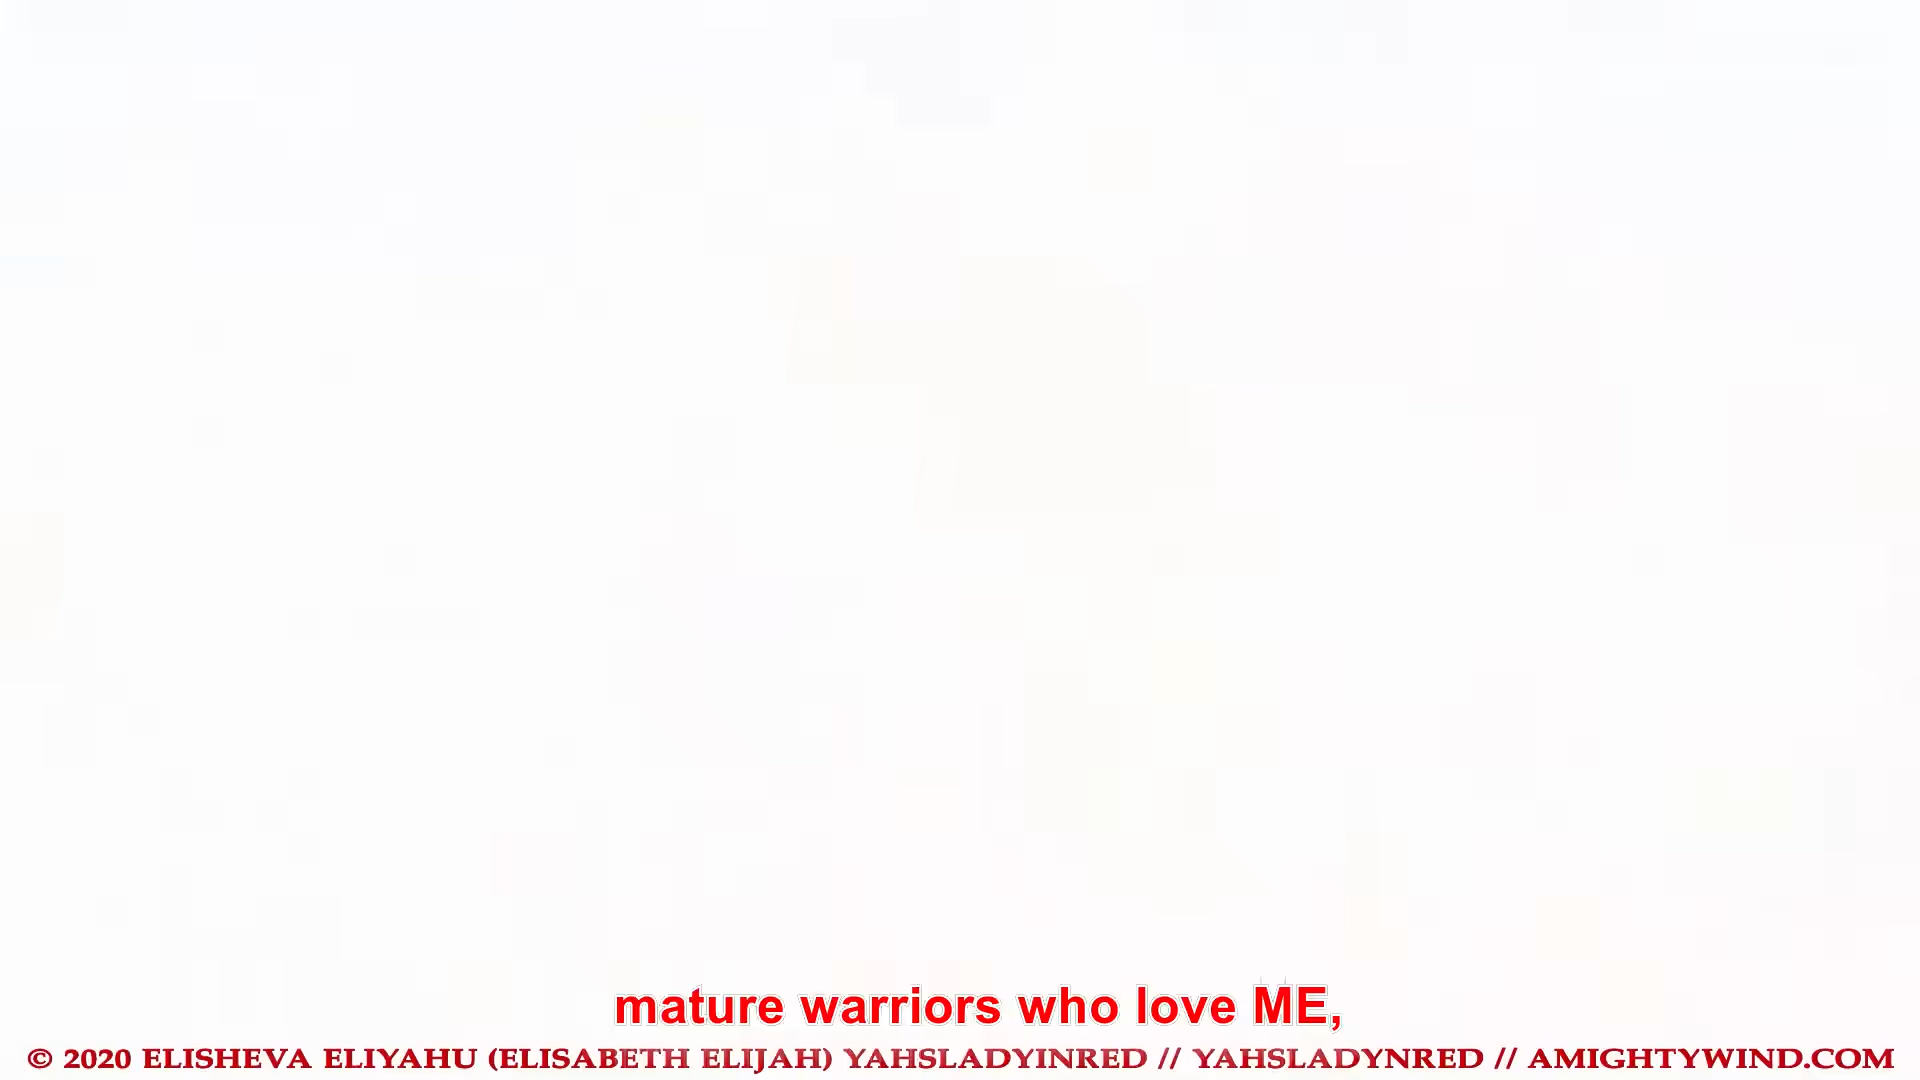 mature warriors who love ME,
© 2020 ELISHEVA ELIYAHU (ELISABETH ELIJAH) YAHSLADYINRED // YAHSLADYNRED // AMIGHTYWIND.COM